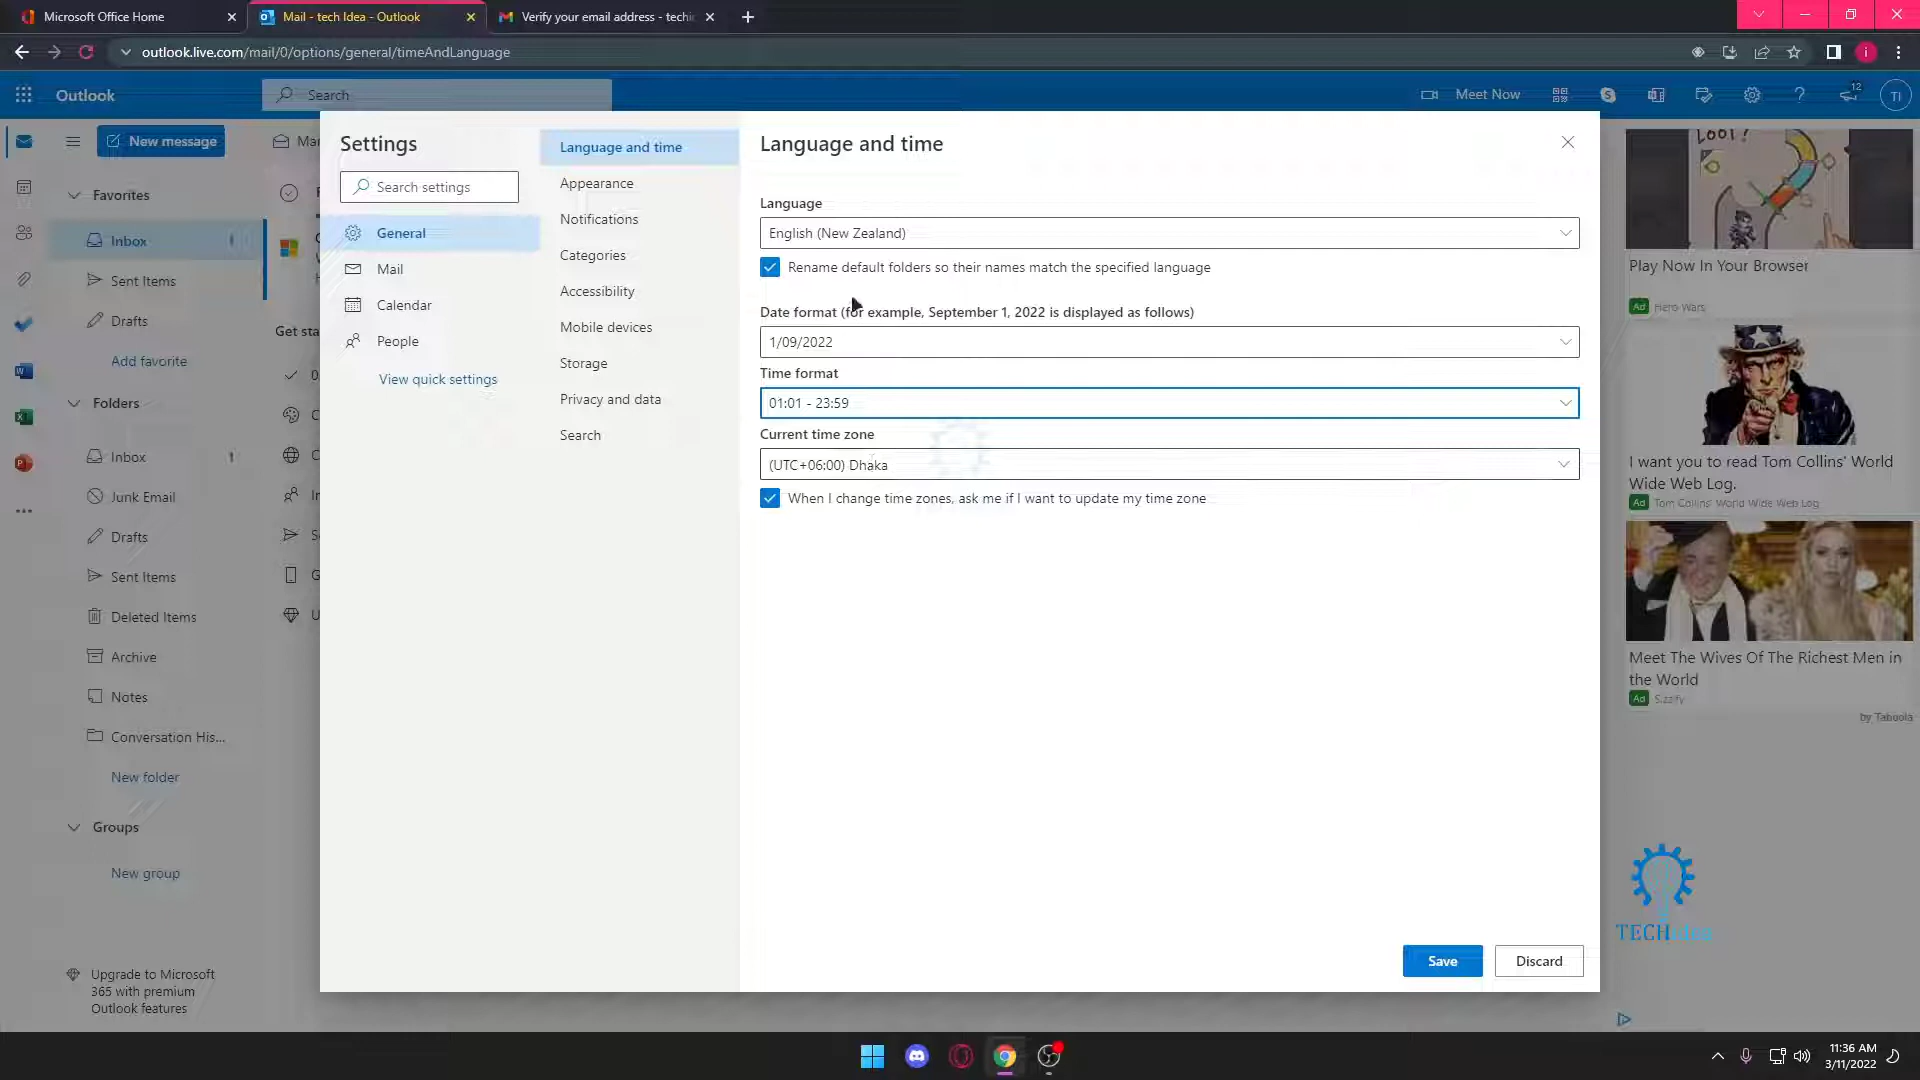 Microsoft Office Home
Mail - tech Idea - Outlook
Verify your email address - techi
outlook.live.com/mail/0/options/general/timeAndLanguage
i
Outlook
Search
Meet Now
12
TI
New message
Mar
Favorites
Inbox
Sent Items
Drafts
Add favorite
Folders
Inbox 1
Junk Email
Drafts
Sent Items
Deleted Items
Archive
Notes
Conversation His...
New folder
Groups
New group
Upgrade to Microsoft
365 with premium
Outlook features
Get sta
Settings
Search settings
General
Mail
Calendar
People
View quick settings
Language and time
Appearance
Notifications
Categories
Accessibility
Mobile devices
Storage
Privacy and data
Search
Language and time
Language
English (New Zealand)
Rename default folders so their names match the specified language
Date format (for example, September 1, 2022 is displayed as follows)
1/09/2022
Time format
01:01 - 23:59
Current time zone
(UTC+06:00) Dhaka
When I change time zones, ask me if I want to update my time zone
Save
Discard
LOOT?
Play Now In Your Browser
Ad Hero Wars
I want you to read Tom Collins' World
Wide Web Log.
Ad Tom Collins' World Wide Web Log
Meet The Wives Of The Richest Men in
the World
Ad
by Taboola
TECHidea
11:36 AM
3/11/2022